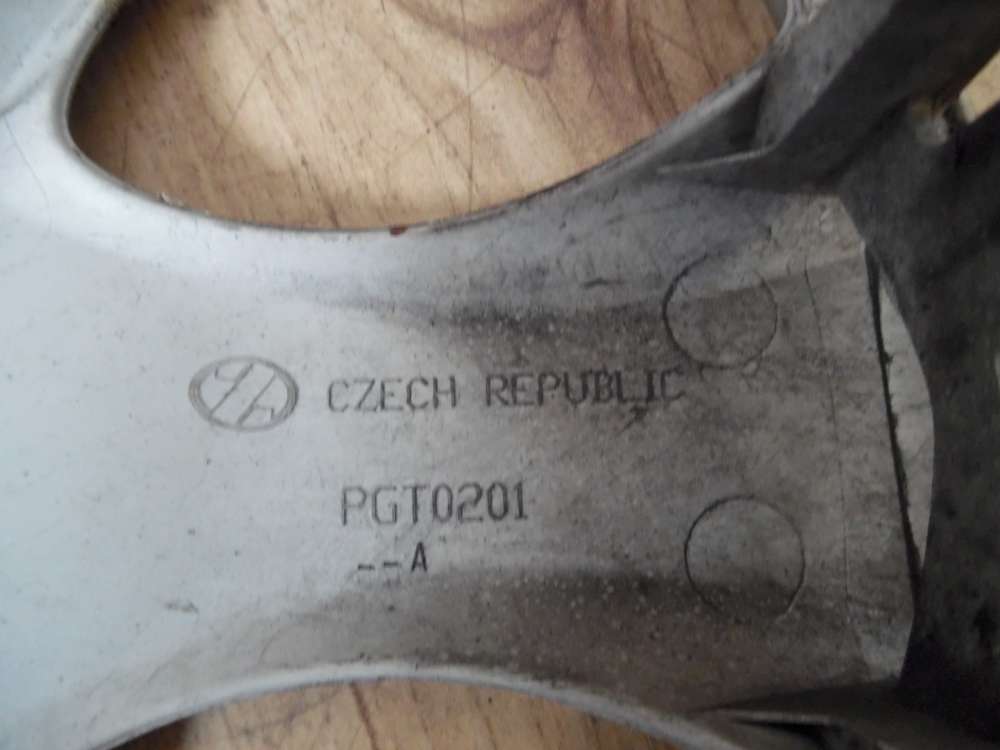 CZECH REPUBLIC
PGT0201
--A